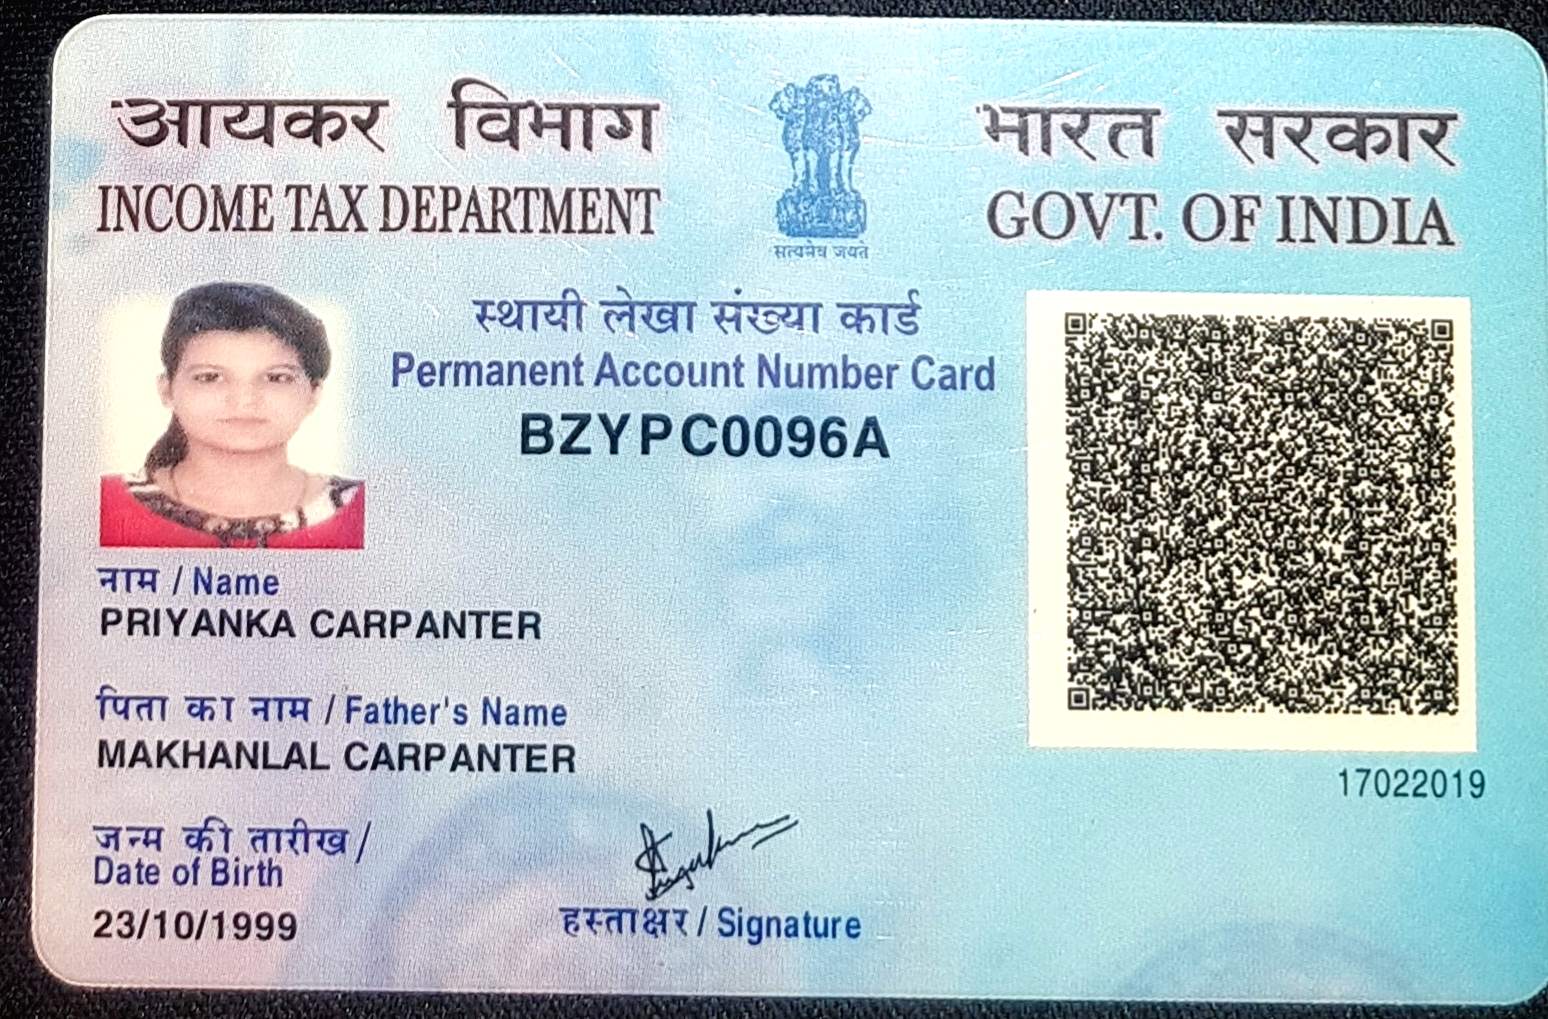 आयकर विभाग
INCOME TAX DEPARTMENT
सत्यमेव जयते
भारत सरकार
GOVT. OF INDIA
स्थायी लेखा संख्या कार्ड
Permanent Account Number Card
BZYPC0096A
नाम / Name
PRIYANKA CARPANTER
पिता का नाम / Father's Name
MAKHANLAL CARPANTER
17022019
जन्म की तारीख /
Date of Birth
23/10/1999
हस्ताक्षर / Signature